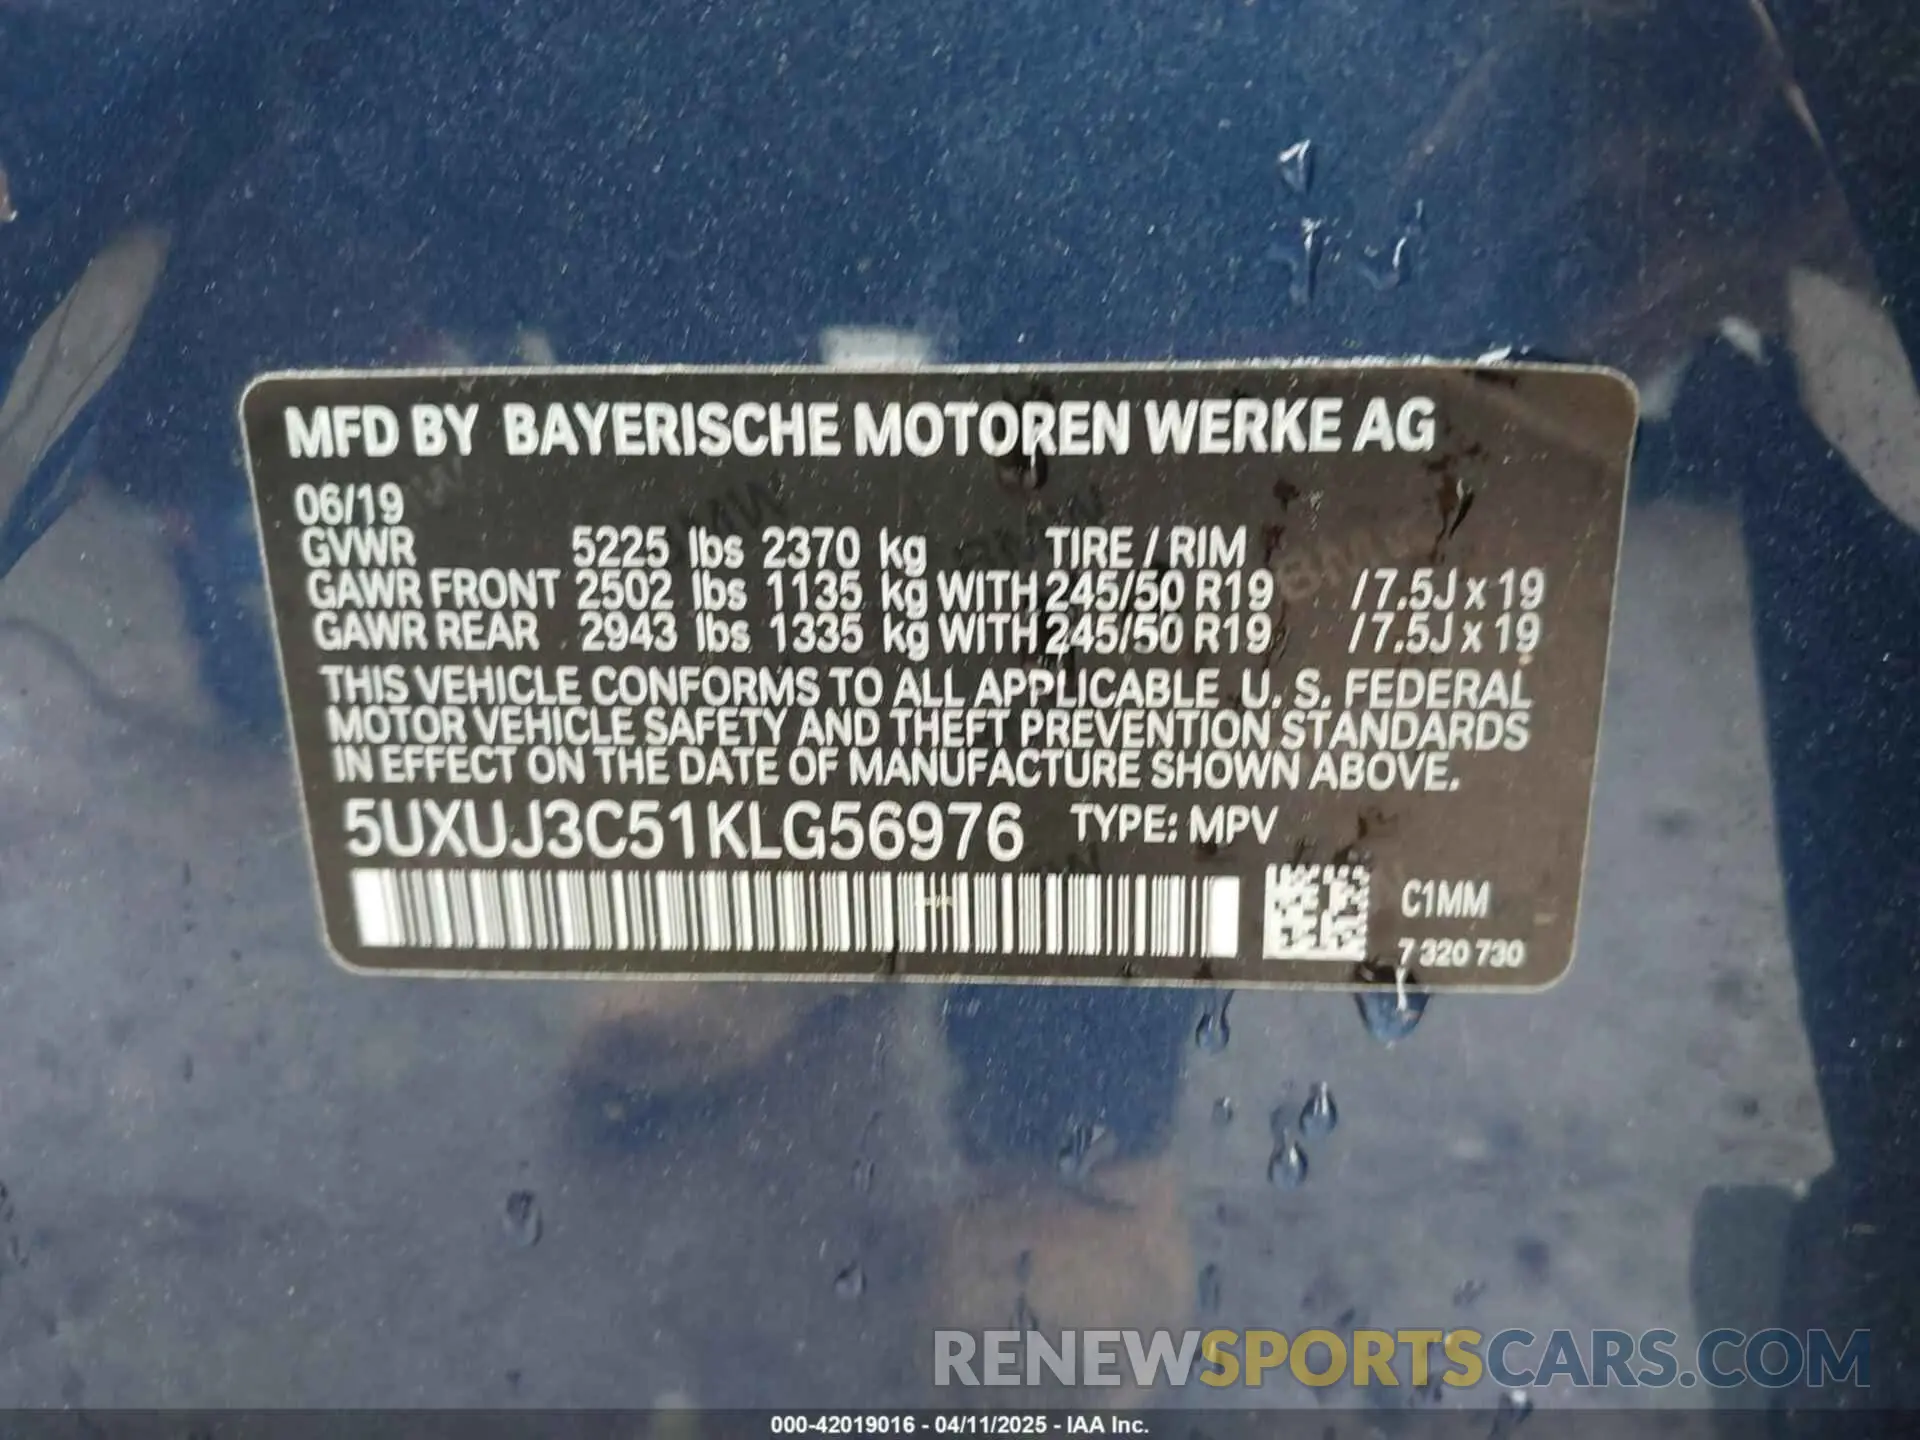 MFD BY BAYERISCHE MOTOREN WERKE AG
06/19
GVWR 5225 lbs 2370 kg TIRE / RIM
GAWR FRONT 2502 lbs 1135 kg WITH 245/50 R19 /7.5J x 19
GAWR REAR 2943 lbs 1335 kg WITH 245/50 R19 /7.5J x 19
THIS VEHICLE CONFORMS TO ALL APPLICABLE U. S. FEDERAL
MOTOR VEHICLE SAFETY AND THEFT PREVENTION STANDARDS
IN EFFECT ON THE DATE OF MANUFACTURE SHOWN ABOVE.
5UXUJ3C51KLG56976 TYPE: MPV
C1MM
7 320 730
RENEWSPORTSCARS.COM
000-42019016 - 04/11/2025 - IAA Inc.